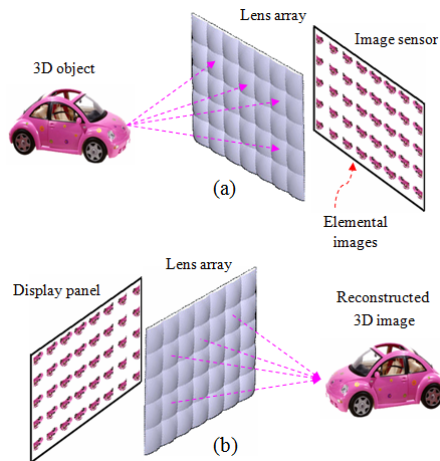 Lens array
Image sensor
3D object
(a)
Elemental
images
Lens array
Display panel
Reconstructed
3D image
(b)